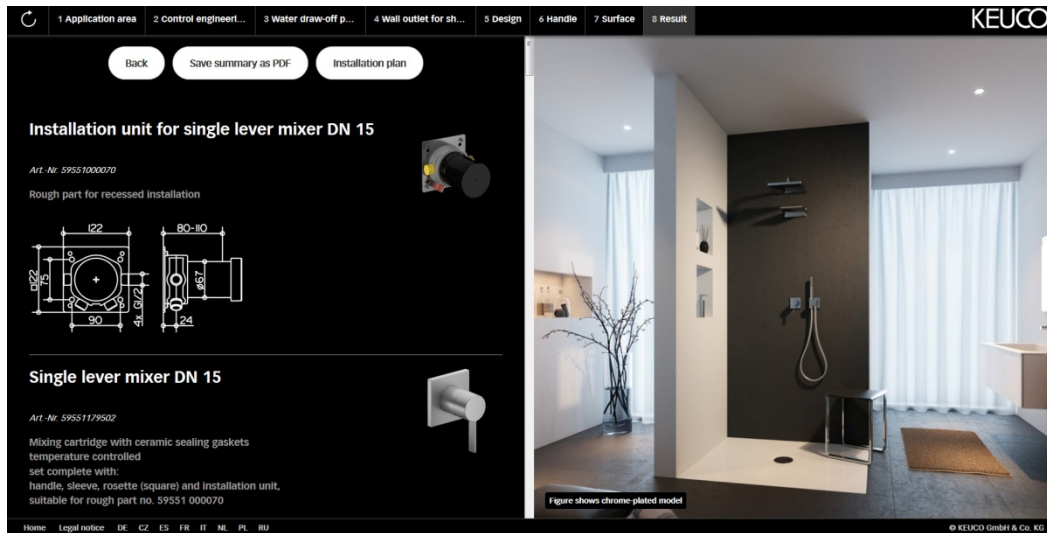 1 Application area
2 Control engineeri...
3 Water draw-off p...
4 Wall outlet for sh...
5 Design
6 Handle
7 Surface
8 Result
KEUCO
Back
Save summary as PDF
Installation plan
Installation unit for single lever mixer DN 15
Art.-Nr. 59551000070
Rough part for recessed installation
122
80-110
□122
75
4x G1/2
90
ø67
24
Single lever mixer DN 15
Art.-Nr. 59551179502
Mixing cartridge with ceramic sealing gaskets
temperature controlled
set complete with:
handle, sleeve, rosette (square) and installation unit,
suitable for rough part no. 59551 000070
Figure shows chrome-plated model
Home Legal notice DE CZ ES FR IT NL PL RU
© KEUCO GmbH & Co. KG